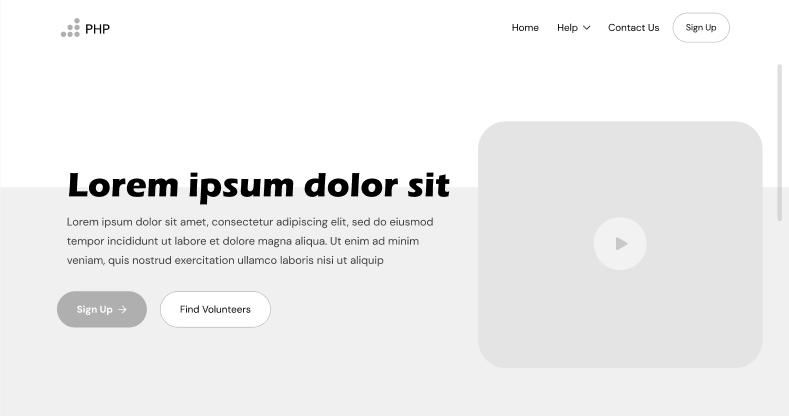 PHP
Home
Help
Contact Us
Sign Up
Lorem ipsum dolor sit
Lorem ipsum dolor sit amet, consectetur adipiscing elit, sed do eiusmod
tempor incididunt ut labore et dolore magna aliqua. Ut enim ad minim
veniam, quis nostrud exercitation ullamco laboris nisi ut aliquip
Sign Up →
Find Volunteers